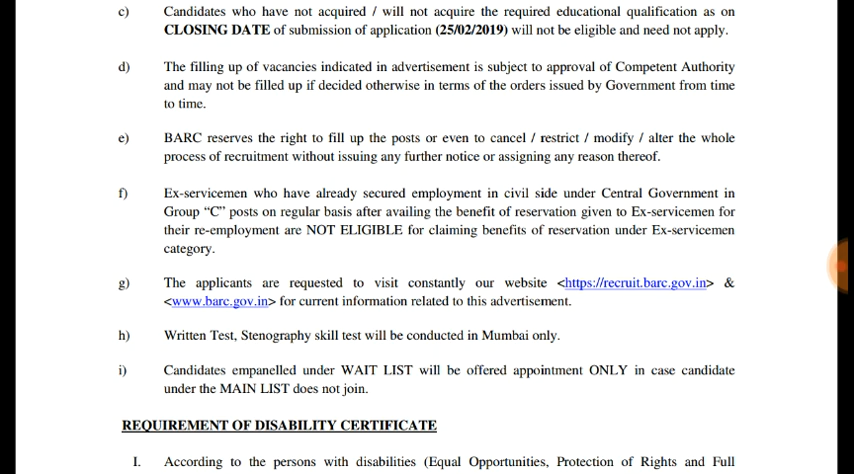 c) Candidates who have not acquired / will not acquire the required educational qualification as on
CLOSING DATE of submission of application (25/02/2019) will not be eligible and need not apply.
d) The filling up of vacancies indicated in advertisement is subject to approval of Competent Authority
and may not be filled up if decided otherwise in terms of the orders issued by Government from time
to time.
e) BARC reserves the right to fill up the posts or even to cancel / restrict / modify / alter the whole
process of recruitment without issuing any further notice or assigning any reason thereof.
f) Ex-servicemen who have already secured employment in civil side under Central Government in
Group “C” posts on regular basis after availing the benefit of reservation given to Ex-servicemen for
their re-employment are NOT ELIGIBLE for claiming benefits of reservation under Ex-servicemen
category.
g) The applicants are requested to visit constantly our website <https://recruit.barc.gov.in> &
<www.barc.gov.in> for current information related to this advertisement.
h) Written Test, Stenography skill test will be conducted in Mumbai only.
i) Candidates empanelled under WAIT LIST will be offered appointment ONLY in case candidate
under the MAIN LIST does not join.
REQUIREMENT OF DISABILITY CERTIFICATE
I. According to the persons with disabilities (Equal Opportunities, Protection of Rights and Full